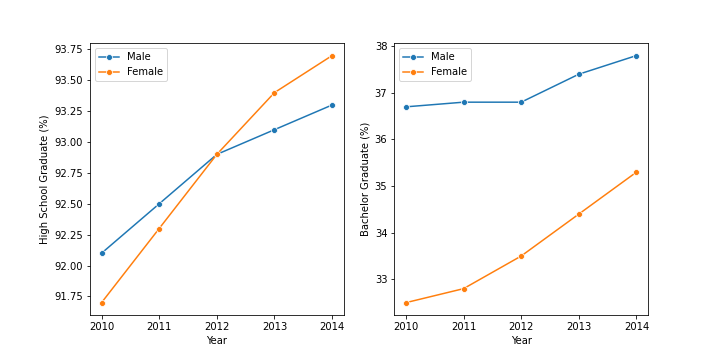 Male
Female
93.75
93.50
93.25
93.00
92.75
92.50
92.25
92.00
91.75
High School Graduate (%)
2010 2011 2012 2013 2014
Year
Male
Female
38
37
36
35
34
33
Bachelor Graduate (%)
2010 2011 2012 2013 2014
Year